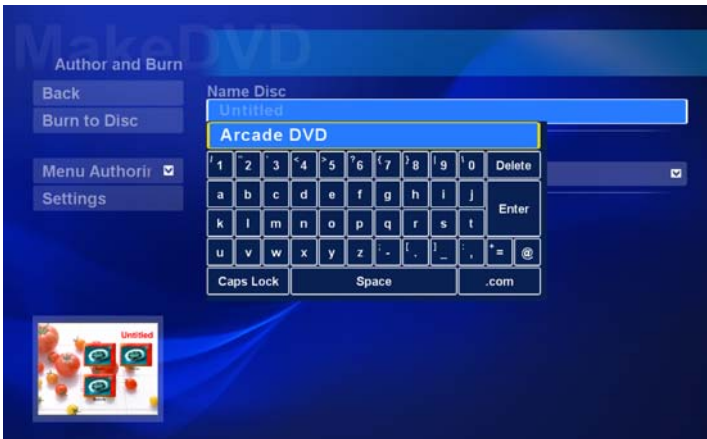 MakeDVD
Author and Burn
Back
Burn to Disc
Menu Authorin
Settings
Name Disc
Untitled
Arcade DVD
1 2 3 4 5 6 7 8 9 0 Delete
a b c d e f g h i j
Enter
k l m n o p q r s t
u v w x y z - . _ , = @
Caps Lock Space .com
Untitled